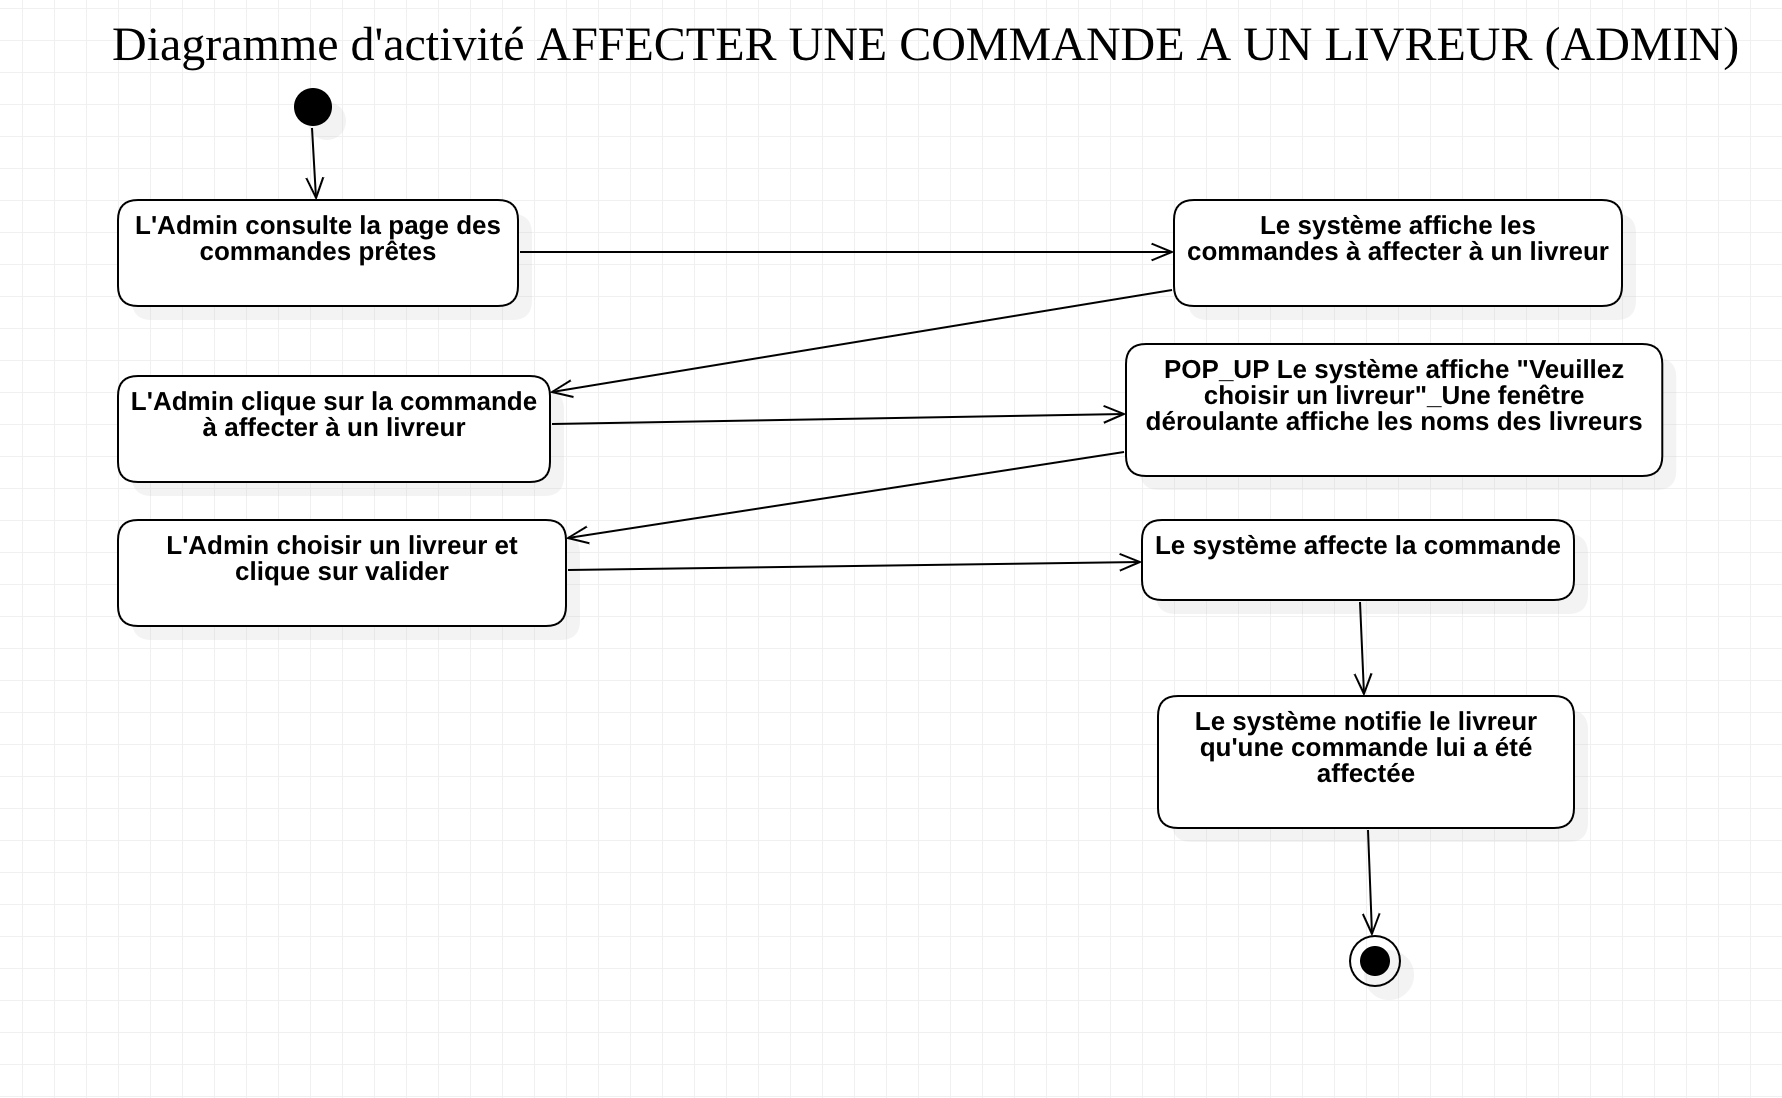 Diagramme d'activité AFFECTER UNE COMMANDE A UN LIVREUR (ADMIN)
L'Admin consulte la page des
commandes prêtes
Le système affiche les
commandes à affecter à un livreur
L'Admin clique sur la commande
à affecter à un livreur
POP_UP Le système affiche "Veuillez
choisir un livreur"_Une fenêtre
déroulante affiche les noms des livreurs
L'Admin choisir un livreur et
clique sur valider
Le système affecte la commande
Le système notifie le livreur
qu'une commande lui a été
affectée